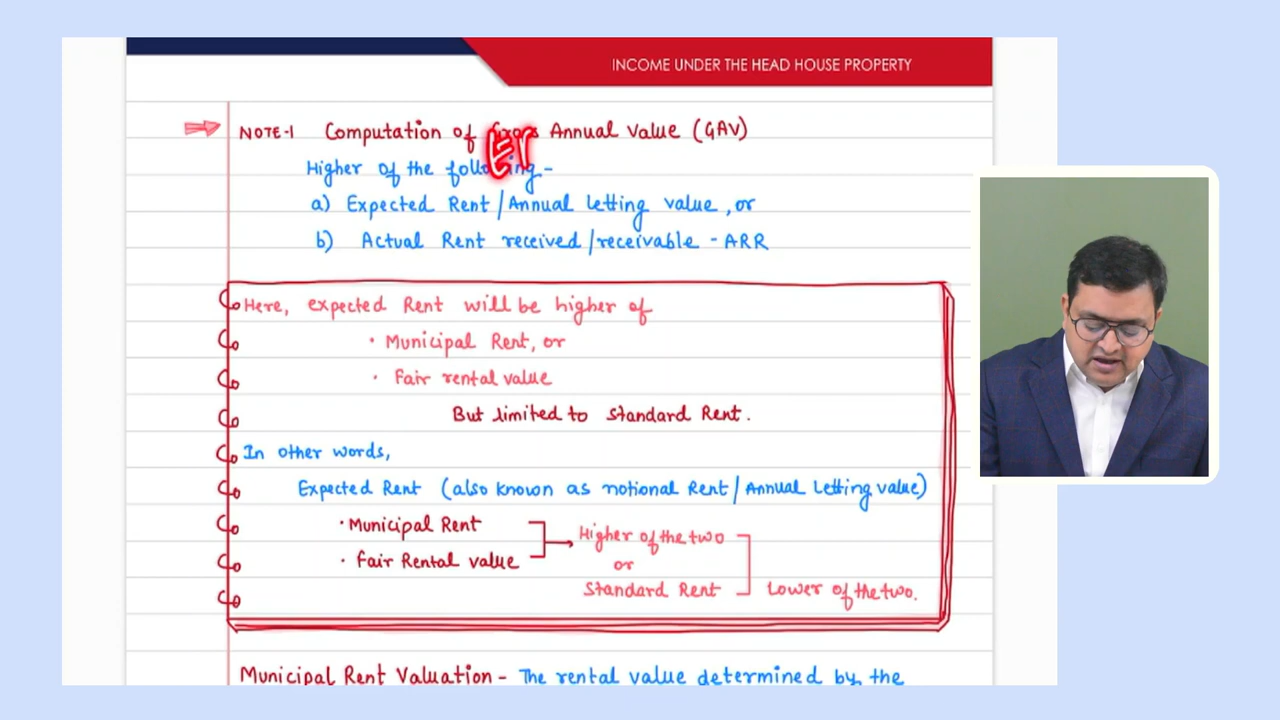 INCOME UNDER THE HEAD HOUSE PROPERTY
NOTE-1 Computation of Gross Annual Value (GAV)
Higher of the following -
a) Expected Rent / Annual Letting value, or
b) Actual Rent received / receivable - ARR
Here, expected Rent will be higher of
• Municipal Rent, or
• Fair rental value
But limited to Standard Rent.
In other words,
Expected Rent (also known as notional Rent / Annual Letting value)
• Municipal Rent
• Fair Rental value
Higher of the two
or
Standard Rent
Lower of the two.
Municipal Rent Valuation - The rental value determined by the